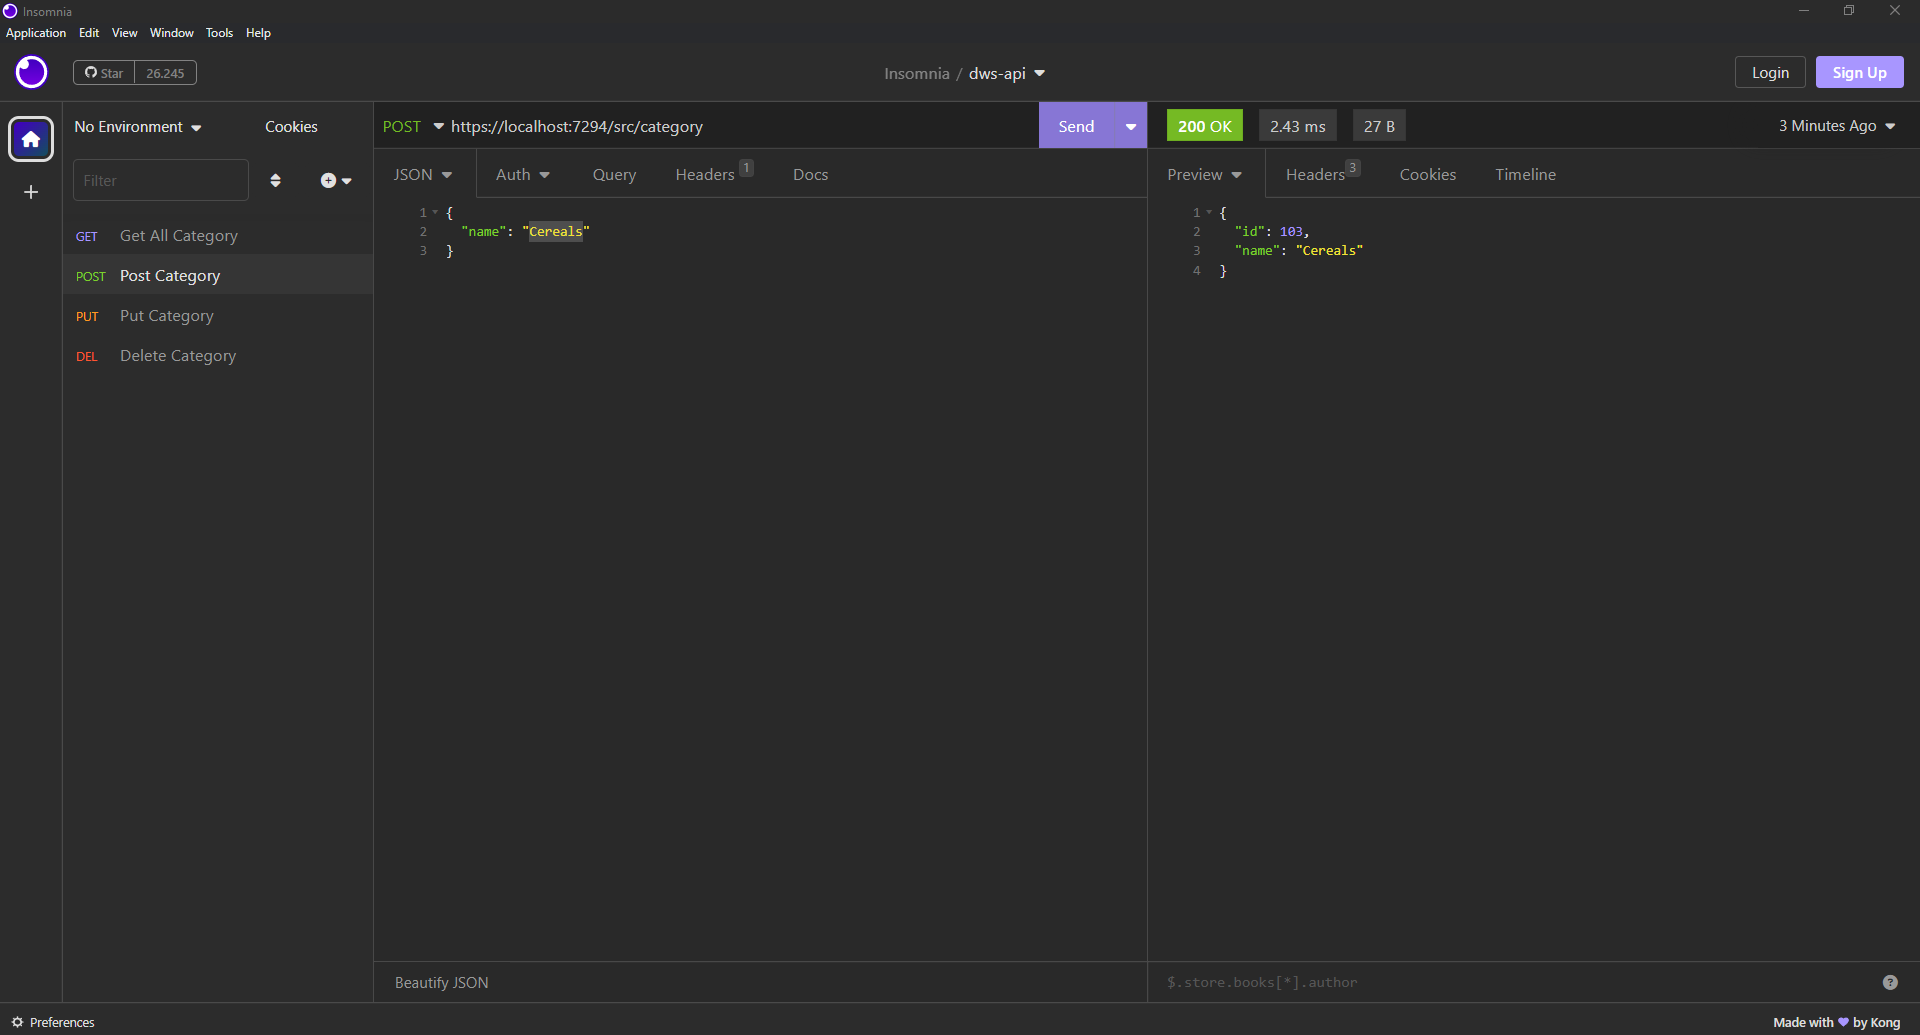 Insomnia
Application Edit View Window Tools Help
Star 26.245
Insomnia / dws-api
Login Sign Up
No Environment Cookies
Filter
GET Get All Category
POST Post Category
PUT Put Category
DEL Delete Category
POST https://localhost:7294/src/category Send
JSON Auth Query Headers 1 Docs
1 {
2 "name": "Cereals"
3 }
Beautify JSON
200 OK 2.43 ms 27 B 3 Minutes Ago
Preview Headers 3 Cookies Timeline
1 {
2 "id": 103,
3 "name": "Cereals"
4 }
$.store.books[*].author ?
Preferences
Made with by Kong